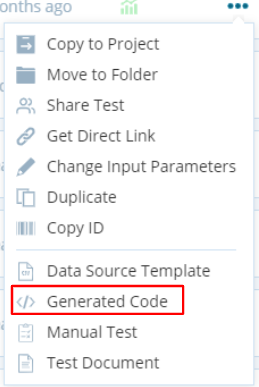 onths ago
Copy to Project
Move to Folder
Share Test
Get Direct Link
Change Input Parameters
Duplicate
Copy ID
Data Source Template
Generated Code
Manual Test
Test Document